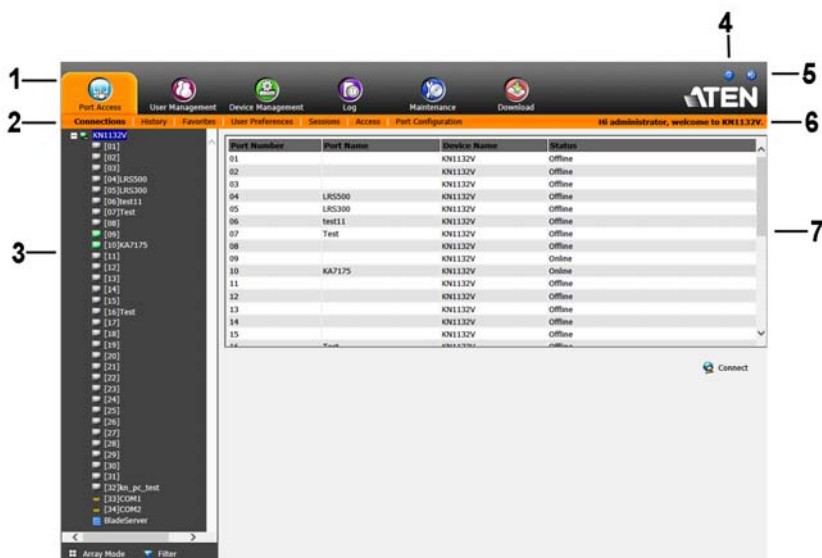 4
1
5
ATEN
Port Access User Management Device Management Log Maintenance Download
2
Connections History Favorites User Preferences Sessions Access Port Configuration Hi administrator, welcome to KN1132V.
6
3
KN1132V
[01]
[02]
[03]
[04]LRS500
[05]LRS300
[06]test11
[07]Test
[08]
[09]
[10]KA7175
[11]
[12]
[13]
[14]
[15]
[16]Test
[17]
[18]
[19]
[20]
[21]
[22]
[23]
[24]
[25]
[26]
[27]
[28]
[29]
[30]
[31]
[32]kn_pc_test
[33]COM1
[34]COM2
BladeServer
Array Mode Filter
Port Number Port Name Device Name Status
01 KN1132V Offline
02 KN1132V Offline
03 KN1132V Offline
04 LRS500 KN1132V Offline
05 LRS300 KN1132V Offline
06 test11 KN1132V Offline
07 Test KN1132V Offline
08 KN1132V Offline
09 KN1132V Online
10 KA7175 KN1132V Online
11 KN1132V Offline
12 KN1132V Offline
13 KN1132V Offline
14 KN1132V Offline
15 KN1132V Offline
16 Test KN1132V Offline
7
Connect